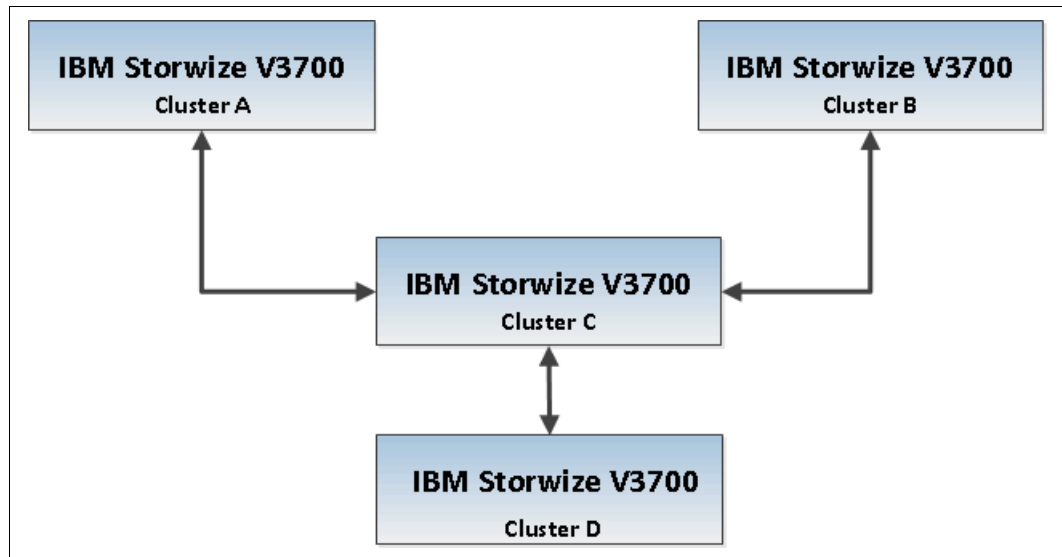 IBM Storwize V3700
Cluster A
IBM Storwize V3700
Cluster B
IBM Storwize V3700
Cluster C
IBM Storwize V3700
Cluster D